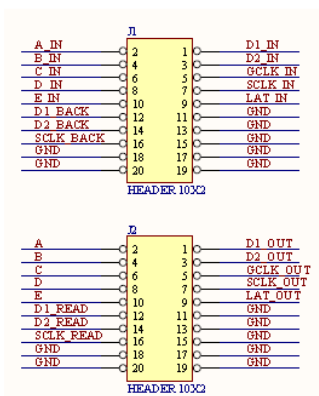 J1
A_IN 2 1 D1_IN
B_IN 4 3 D2_IN
C_IN 6 5 GCLK_IN
D_IN 8 7 SCLK_IN
E_IN 10 9 LAT_IN
D1_BACK 12 11 GND
D2_BACK 14 13 GND
SCLK_BACK 16 15 GND
GND 18 17 GND
GND 20 19 GND
HEADER 10X2
J2
A 2 1 D1_OUT
B 4 3 D2_OUT
C 6 5 GCLK_OUT
D 8 7 SCLK_OUT
E 10 9 LAT_OUT
D1_READ 12 11 GND
D2_READ 14 13 GND
SCLK_READ 16 15 GND
GND 18 17 GND
GND 20 19 GND
HEADER 10X2